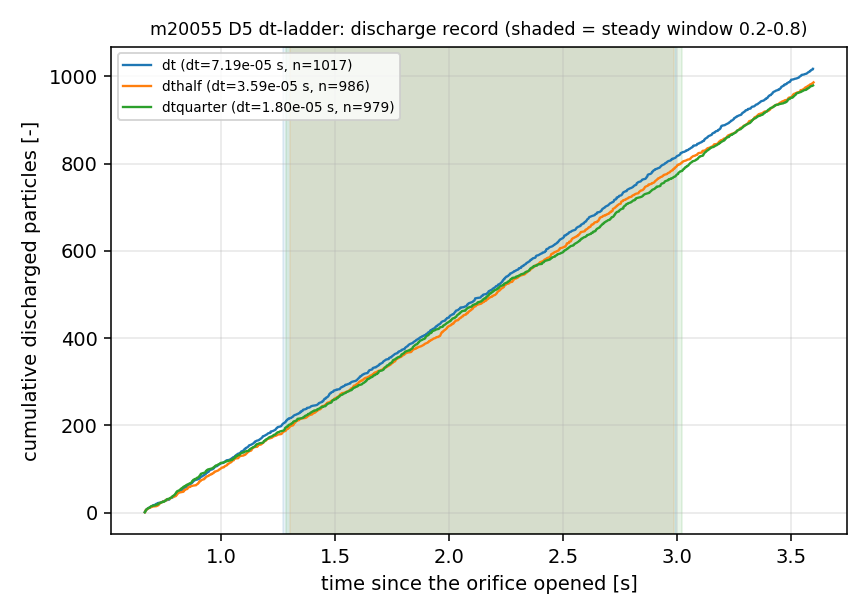 m20055 D5 dt-ladder: discharge record (shaded = steady window 0.2-0.8)
dt (dt=7.19e-05 s, n=1017)
dthalf (dt=3.59e-05 s, n=986)
dtquarter (dt=1.80e-05 s, n=979)
cumulative discharged particles [-]
1000
800
600
400
200
0
1.0 1.5 2.0 2.5 3.0 3.5
time since the orifice opened [s]